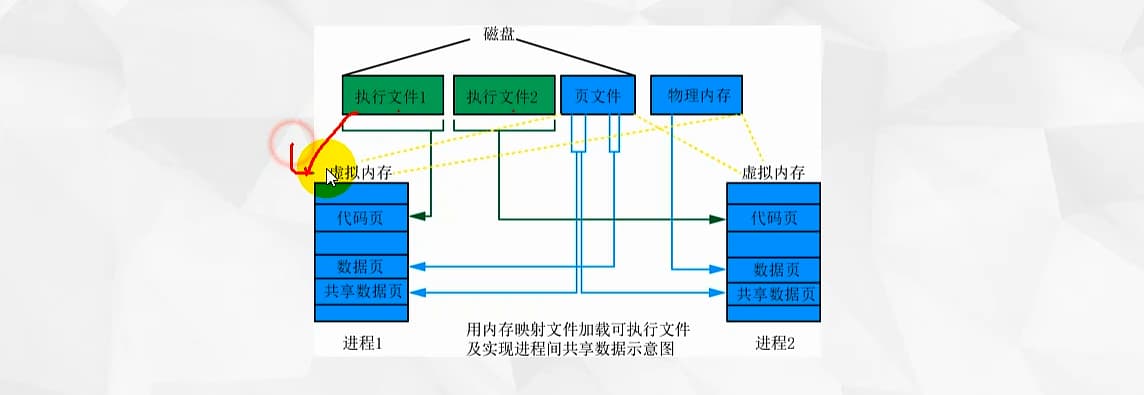 磁盘
执行文件1
执行文件2
页文件
物理内存
虚拟内存
虚拟内存
代码页
代码页
数据页
数据页
共享数据页
共享数据页
用内存映射文件加载可执行文件
及实现进程间共享数据示意图
进程1
进程2